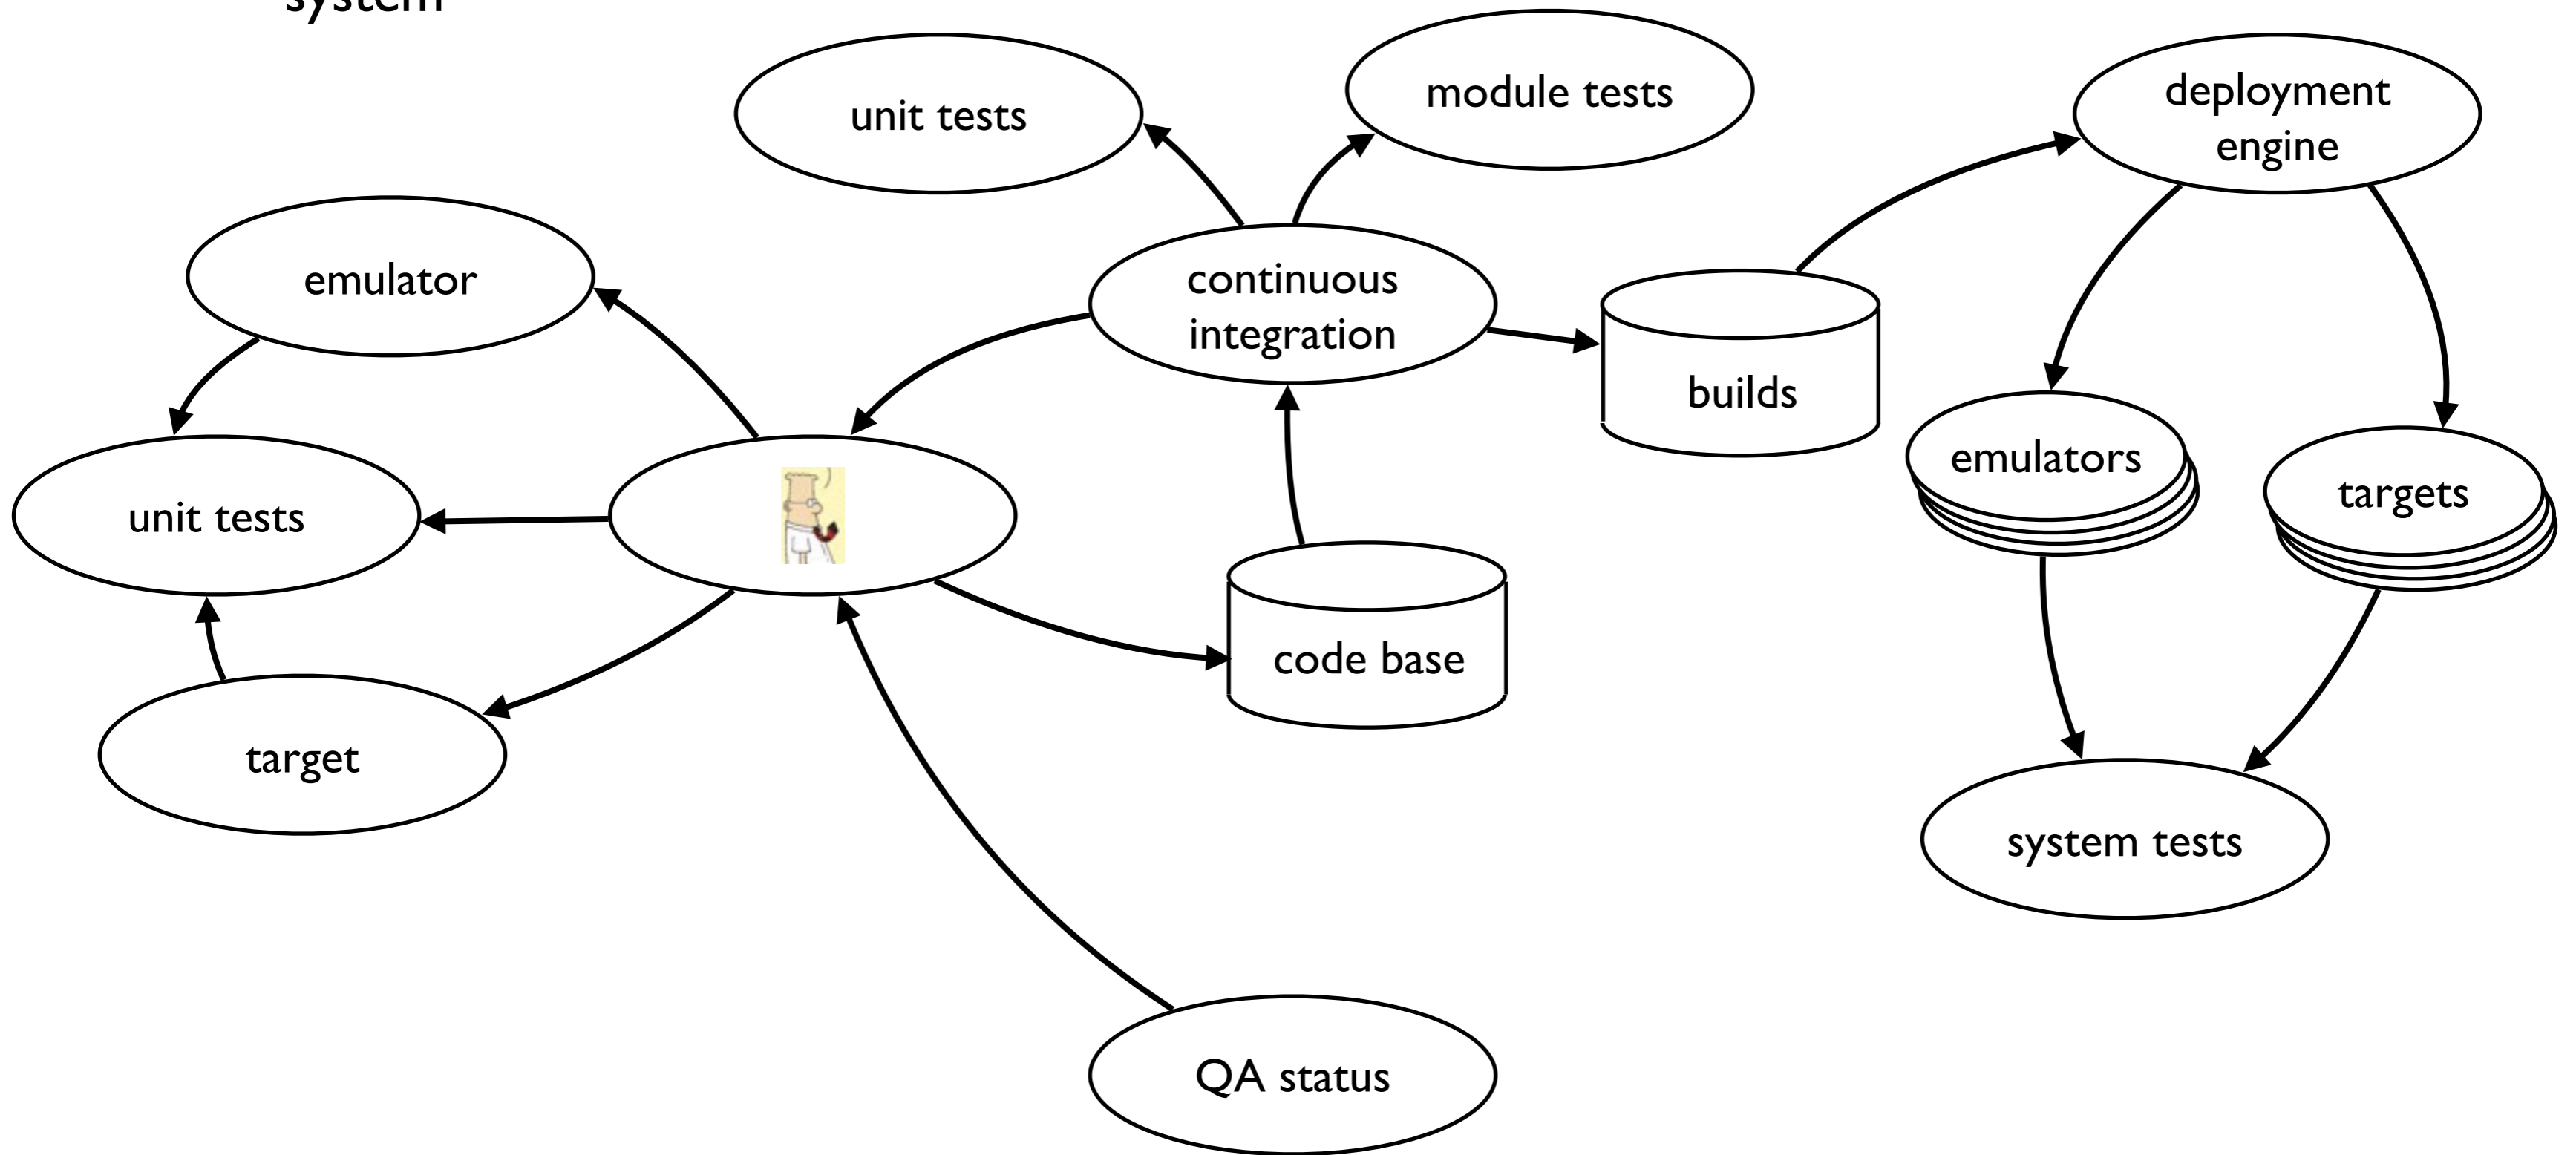 system
unit tests
module tests
deployment
engine
emulator
continuous
integration
builds
emulators
targets
unit tests
code base
target
system tests
QA status